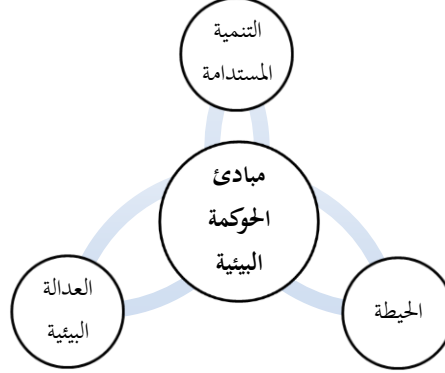 التنمية
المستدامة
مبادئ
الحوكمة
البيئية
العدالة
البيئية
الحيطة